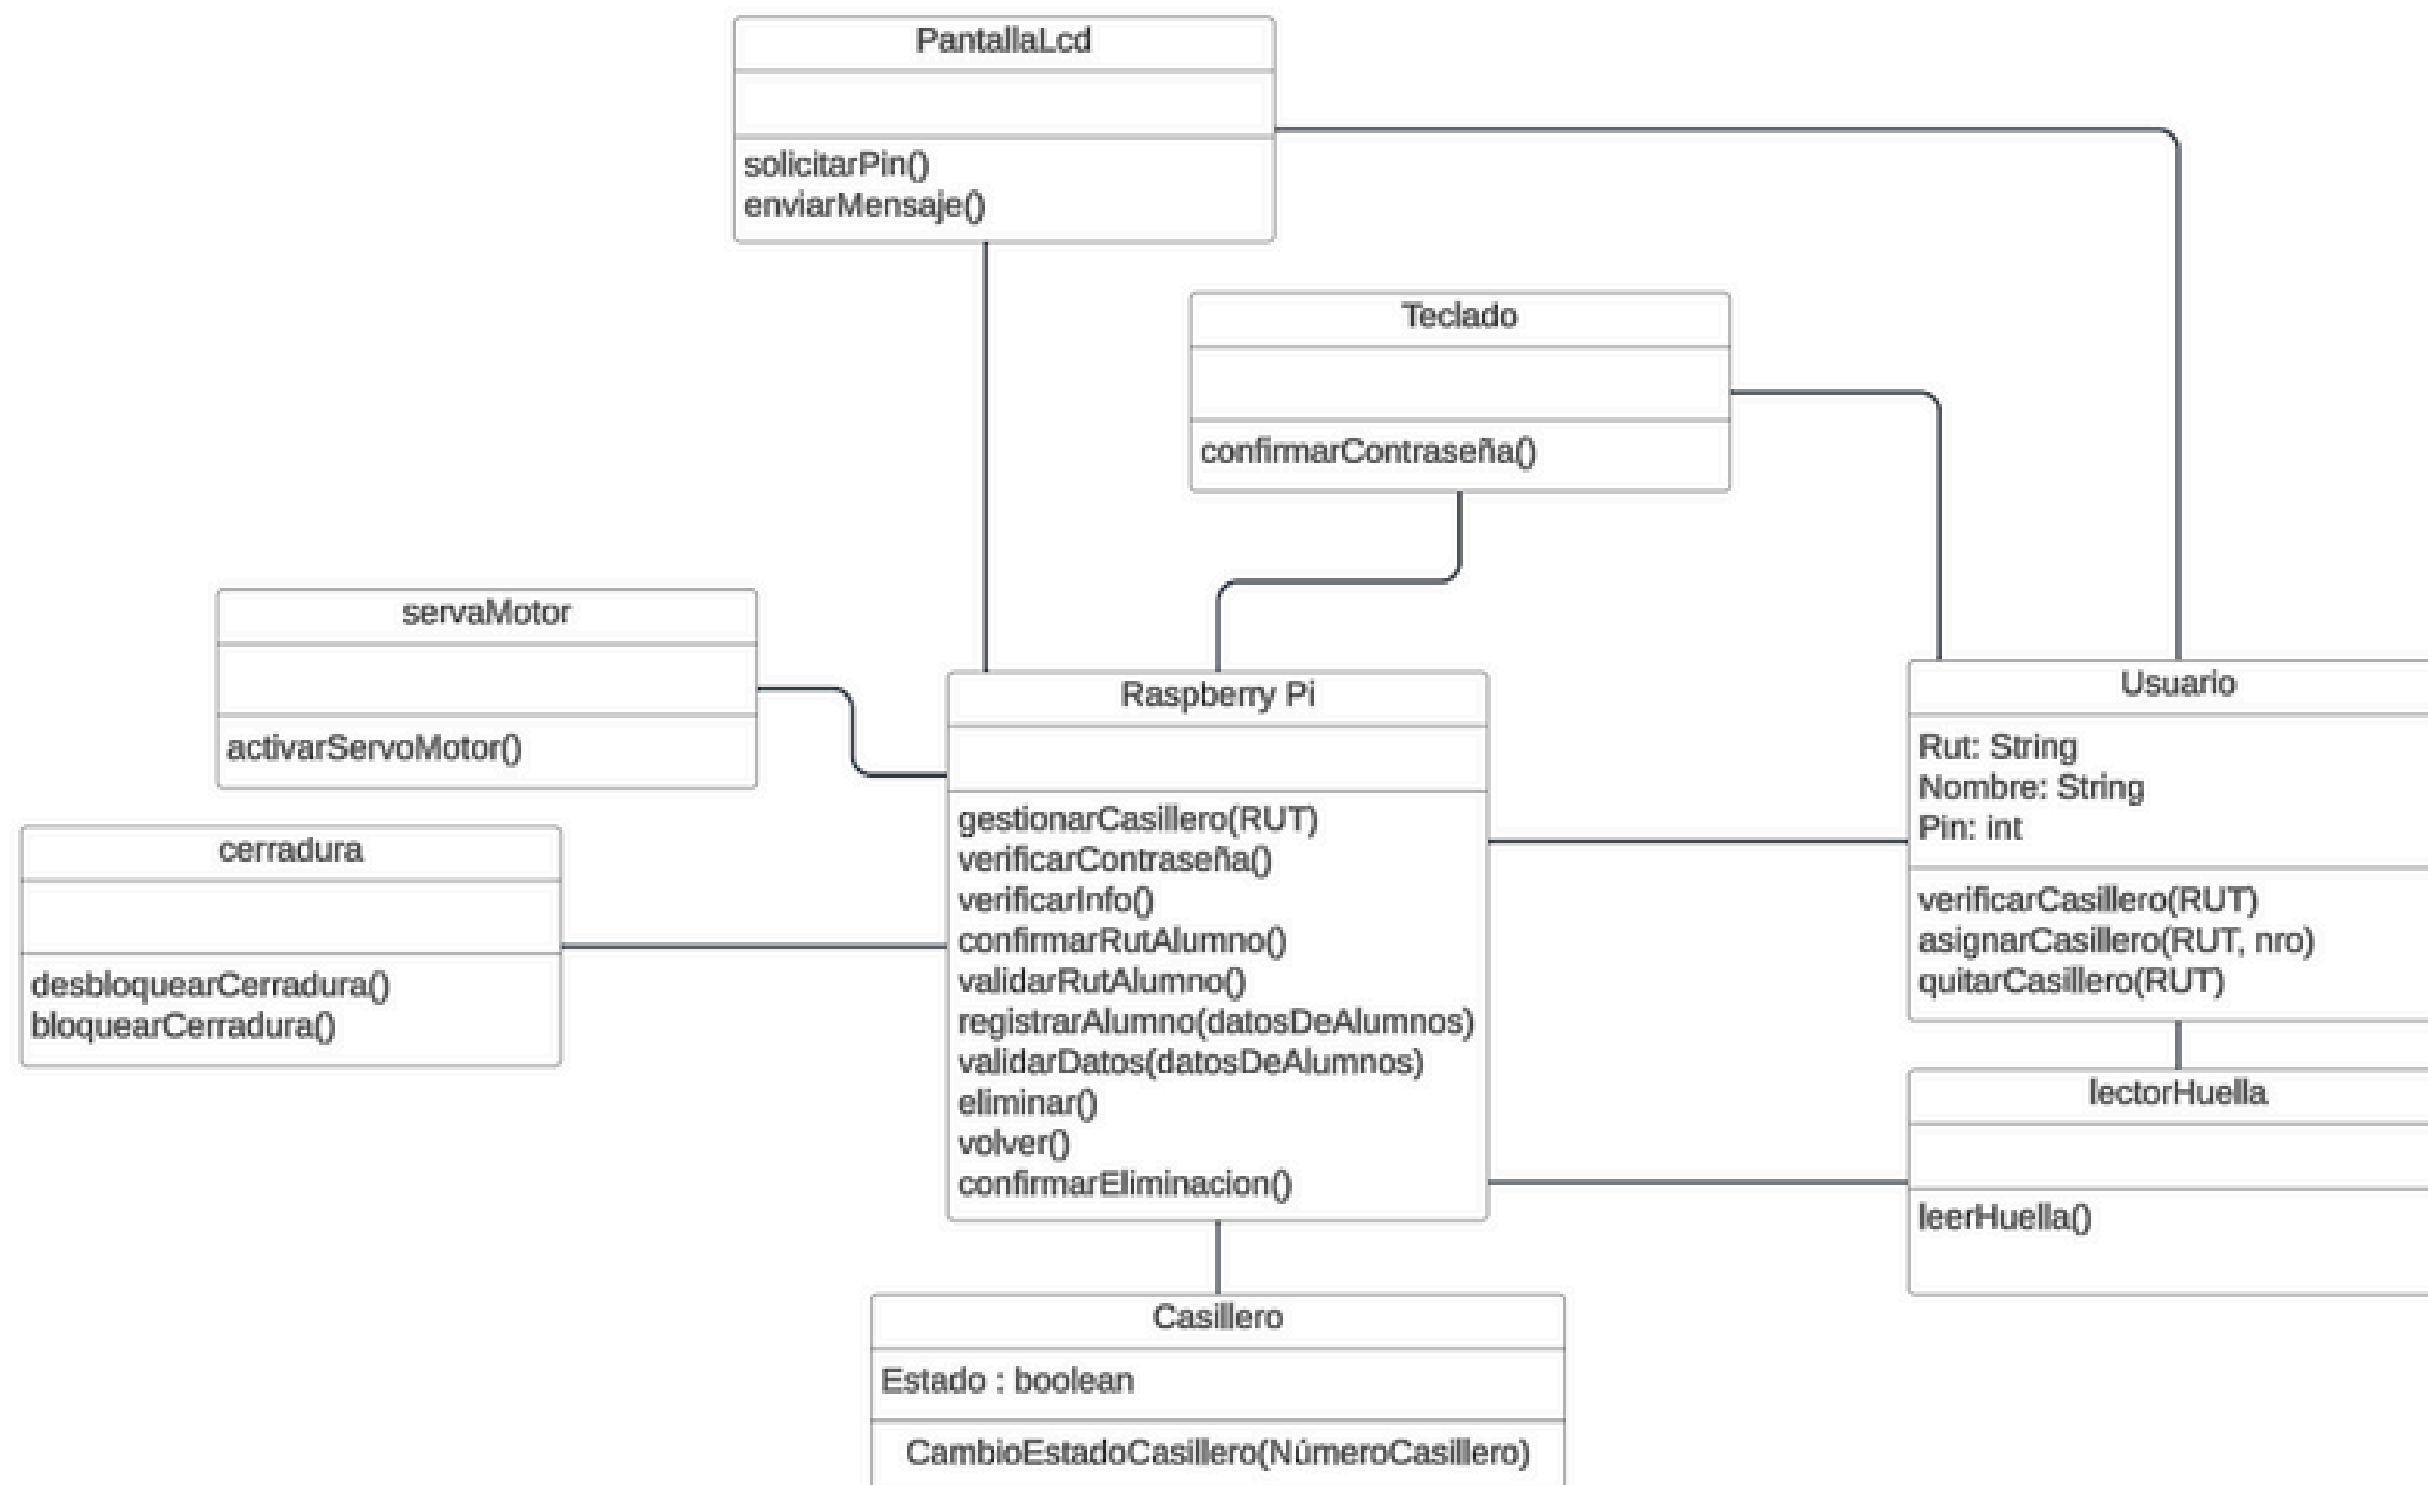 PantallaLcd
solicitarPin()
enviarMensaje()
Teclado
confirmarContraseña()
servaMotor
activarServoMotor()
cerradura
desbloquearCerradura()
bloquearCerradura()
Raspberry Pi
gestionarCasillero(RUT)
verificarContraseña()
verificarInfo()
confirmarRutAlumno()
validarRutAlumno()
registrarAlumno(datosDeAlumnos)
validarDatos(datosDeAlumnos)
eliminar()
volver()
confirmarEliminacion()
Usuario
Rut: String
Nombre: String
Pin: int
verificarCasillero(RUT)
asignarCasillero(RUT, nro)
quitarCasillero(RUT)
lectorHuella
leerHuella()
Casillero
Estado : boolean
CambioEstadoCasillero(NúmeroCasillero)